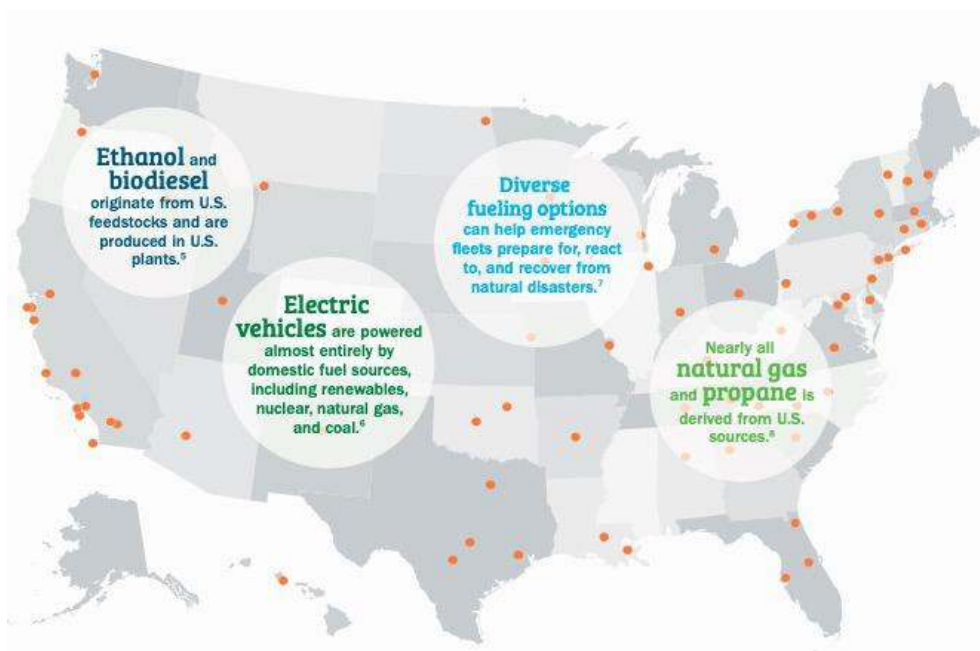 Ethanol and
biodiesel
originate from U.S.
feedstocks and are
produced in U.S.
plants.⁵
Electric
vehicles are powered
almost entirely by
domestic fuel sources,
including renewables,
nuclear, natural gas,
and coal.⁶
Diverse
fueling options
can help emergency
fleets prepare for, react
to, and recover from
natural disasters.⁷
Nearly all
natural gas
and propane is
derived from U.S.
sources.⁸